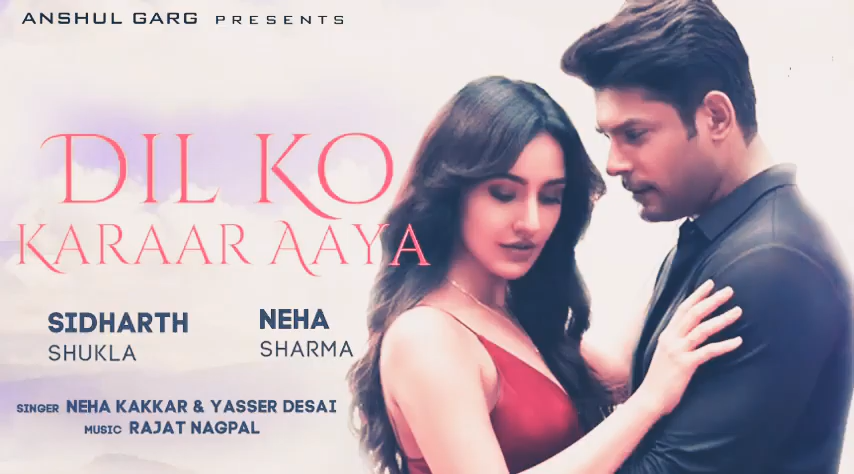 ANSHUL GARG PRESENTS
DIL KO
KARAAR AAYA
SIDHARTH
SHUKLA
NEHA
SHARMA
SINGER NEHA KAKKAR & YASSER DESAI
MUSIC RAJAT NAGPAL